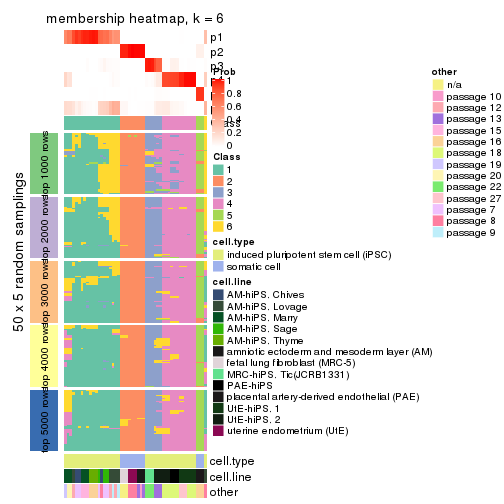 membership heatmap, k = 6
p1
p2
p3
p4
Prob
1
0.8
0.6
0.4
0.2
0
Class
1
2
3
4
5
6
50 x 5 random samplings
top 1000 rows
top 2000 rows
top 3000 rows
top 4000 rows
top 5000 rows
cell.type
induced pluripotent stem cell (iPSC)
somatic cell
cell.line
AM-hiPS. Chives
AM-hiPS. Lovage
AM-hiPS. Marry
AM-hiPS. Sage
AM-hiPS. Thyme
amniotic ectoderm and mesoderm layer (AM)
fetal lung fibroblast (MRC-5)
MRC-hiPS. Tic(JCRB1331)
PAE-hiPS
placental artery-derived endothelial (PAE)
UtE-hiPS. 1
UtE-hiPS. 2
uterine endometrium (UtE)
cell.type
cell.line
other
other
n/a
passage 10
passage 12
passage 13
passage 15
passage 16
passage 18
passage 19
passage 20
passage 22
passage 27
passage 7
passage 8
passage 9